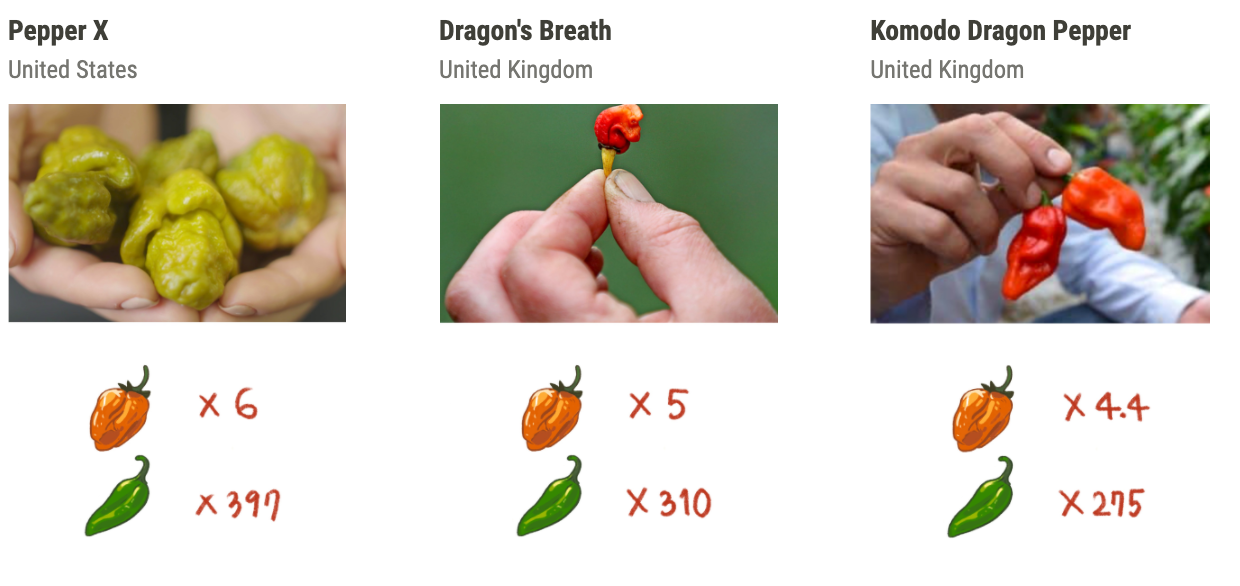 Pepper X
United States
Dragon's Breath
United Kingdom
Komodo Dragon Pepper
United Kingdom
x 6
x 397
x 5
x 310
x 4.4
x 275